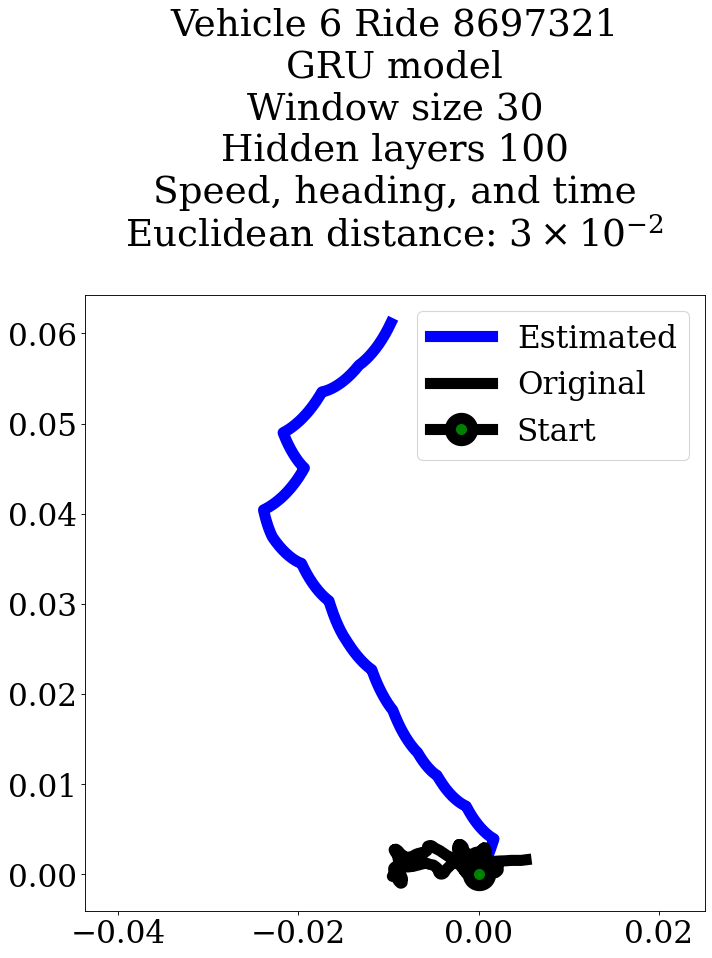 Vehicle 6 Ride 8697321
GRU model
Window size 30
Hidden layers 100
Speed, heading, and time
Euclidean distance: 3 × 10⁻²
Estimated
Original
Start
0.06
0.05
0.04
0.03
0.02
0.01
0.00
−0.04 −0.02 0.00 0.02